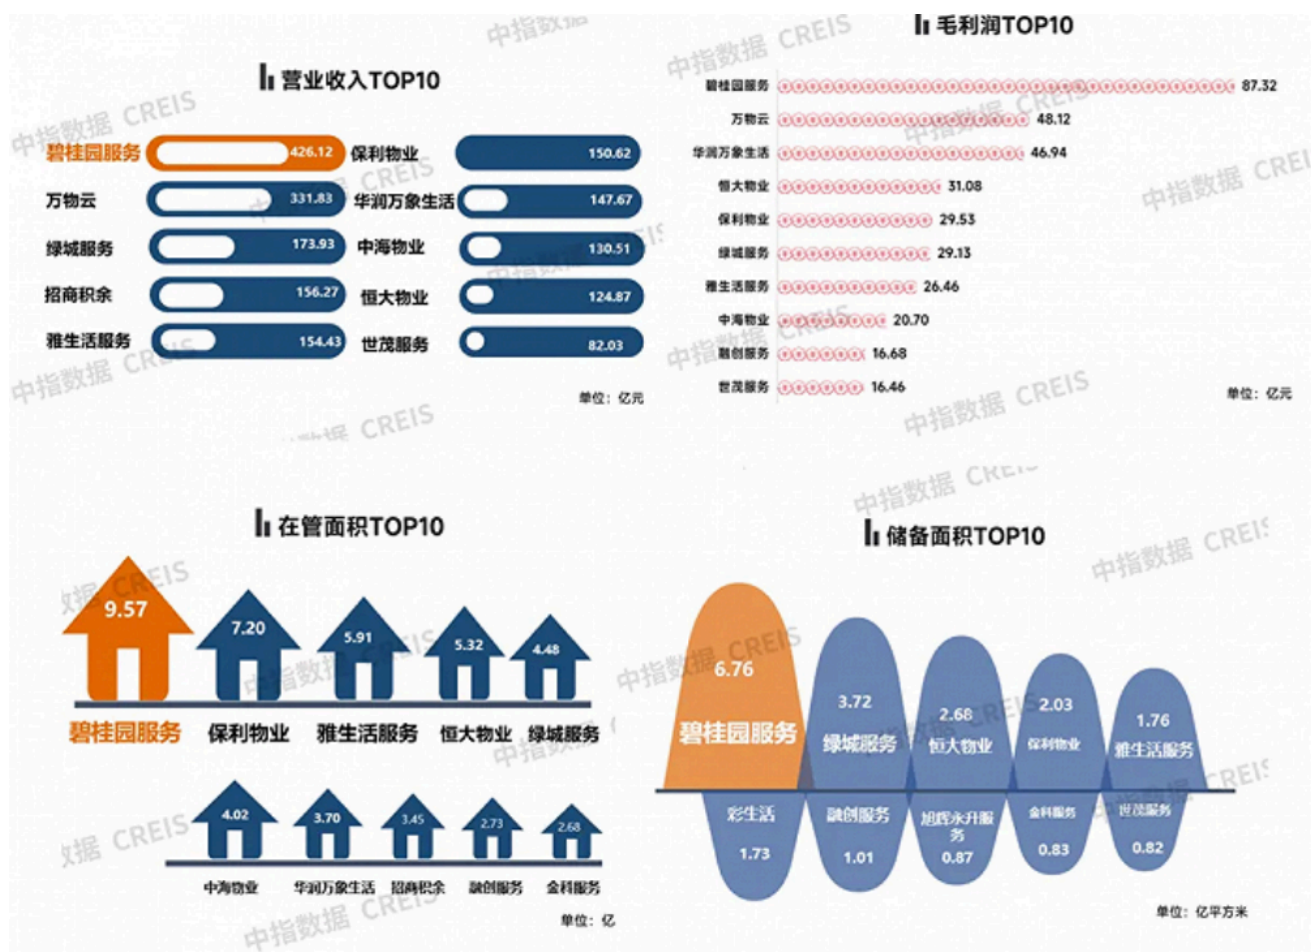 营业收入TOP10
碧桂园服务 426.12 保利物业 150.62
万物云 331.83 华润万象生活 147.67
绿城服务 173.93 中海物业 130.51
招商积余 156.27 恒大物业 124.87
雅生活服务 154.43 世茂服务 82.03
单位：亿元
毛利润TOP10
碧桂园服务 87.32
万物云 48.12
华润万象生活 46.94
恒大物业 31.08
保利物业 29.53
绿城服务 29.13
雅生活服务 26.46
中海物业 20.70
融创服务 16.68
世茂服务 16.46
单位：亿元
在管面积TOP10
9.57 7.20 5.91 5.32 4.48
碧桂园服务 保利物业 雅生活服务 恒大物业 绿城服务
4.02 3.70 3.45 2.73 2.68
中海物业 华润万象生活 招商积余 融创服务 金科服务
单位：亿
储备面积TOP10
6.76 3.72 2.68 2.03 1.76
碧桂园服务 绿城服务 恒大物业 保利物业 雅生活服务
彩生活 融创服务 旭辉永升服 金科服务 世茂服务
务
1.73 1.01 0.87 0.83 0.82
单位：亿平方米
中指数据 CREIS